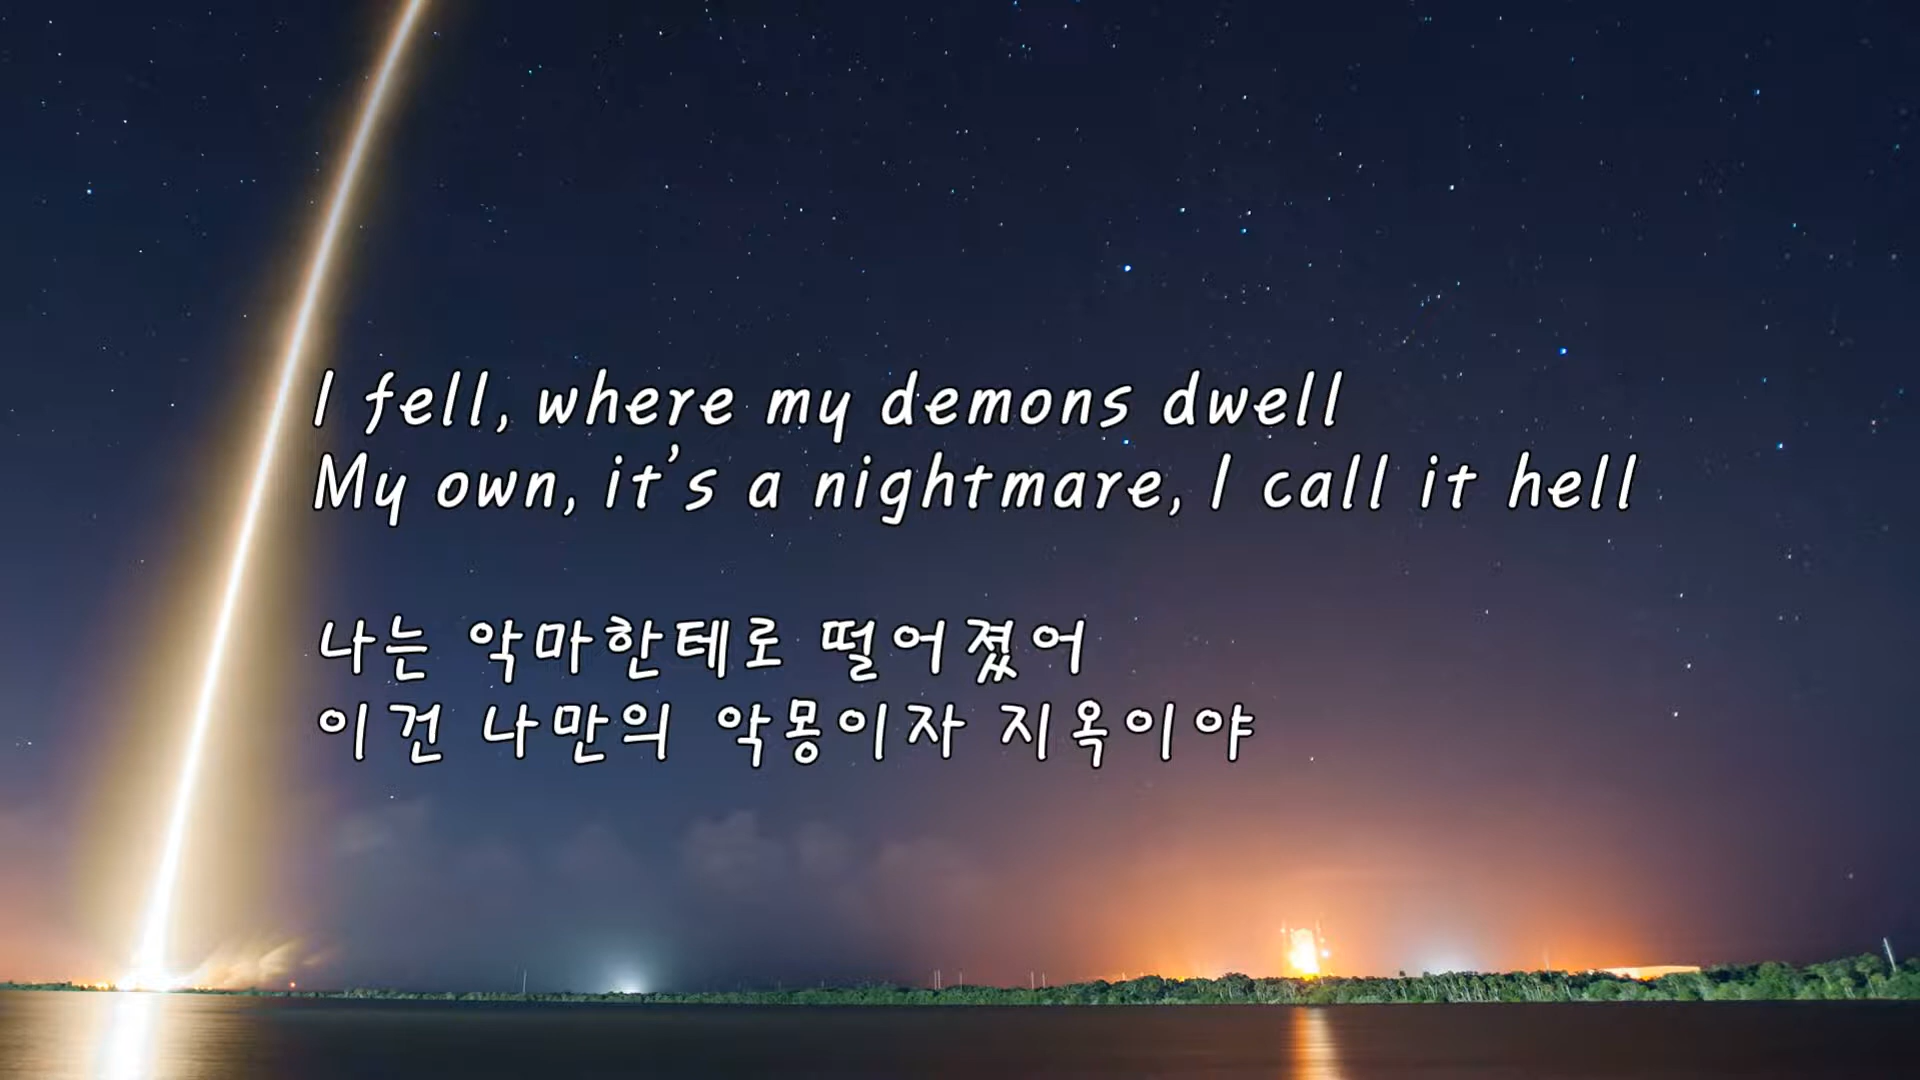 I fell, where my demons dwell
My own, it's a nightmare, I call it hell
나는 악마한테로 떨어졌어
이건 나만의 악몽이자 지옥이야